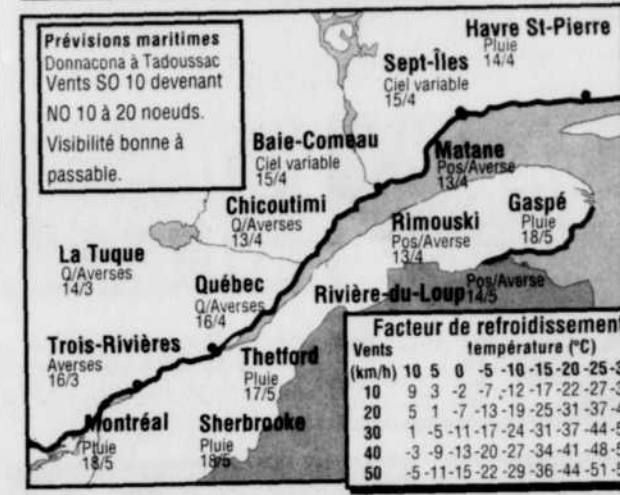 Prévisions maritimes
Donnacona à Tadoussac
Vents SO 10 devenant
NO 10 à 20 noeuds.
Visibilité bonne à
passable.
Havre St-Pierre
Pluie
14/4
Sept-Îles
Ciel variable
15/4
Baie-Comeau
Ciel variable
15/4
Matane
Pos/Averse
13/4
Chicoutimi
Q/Averses
13/4
Rimouski
Pos/Averse
13/4
Gaspé
Pluie
18/5
La Tuque
Q/Averses
14/3
Québec
Q/Averses
16/4
Rivière-du-Loup
Pos/Averse
14/5
Trois-Rivières
Averses
16/3
Thetford
Pluie
17/5
Montréal
Pluie
18/5
Sherbrooke
Pluie
18/5
Facteur de refroidissement
Vents température (°C)
(km/h) 10 5 0 -5 -10 -15 -20 -25
10 9 3 -2 -7 -12 -17 -22 -27
20 5 1 -7 -13 -19 -25 -31 -37
30 1 -5 -11 -17 -24 -31 -37 -44
40 -3 -9 -13 -20 -27 -34 -41 -48
50 -5 -11 -15 -22 -29 -36 -44 -51